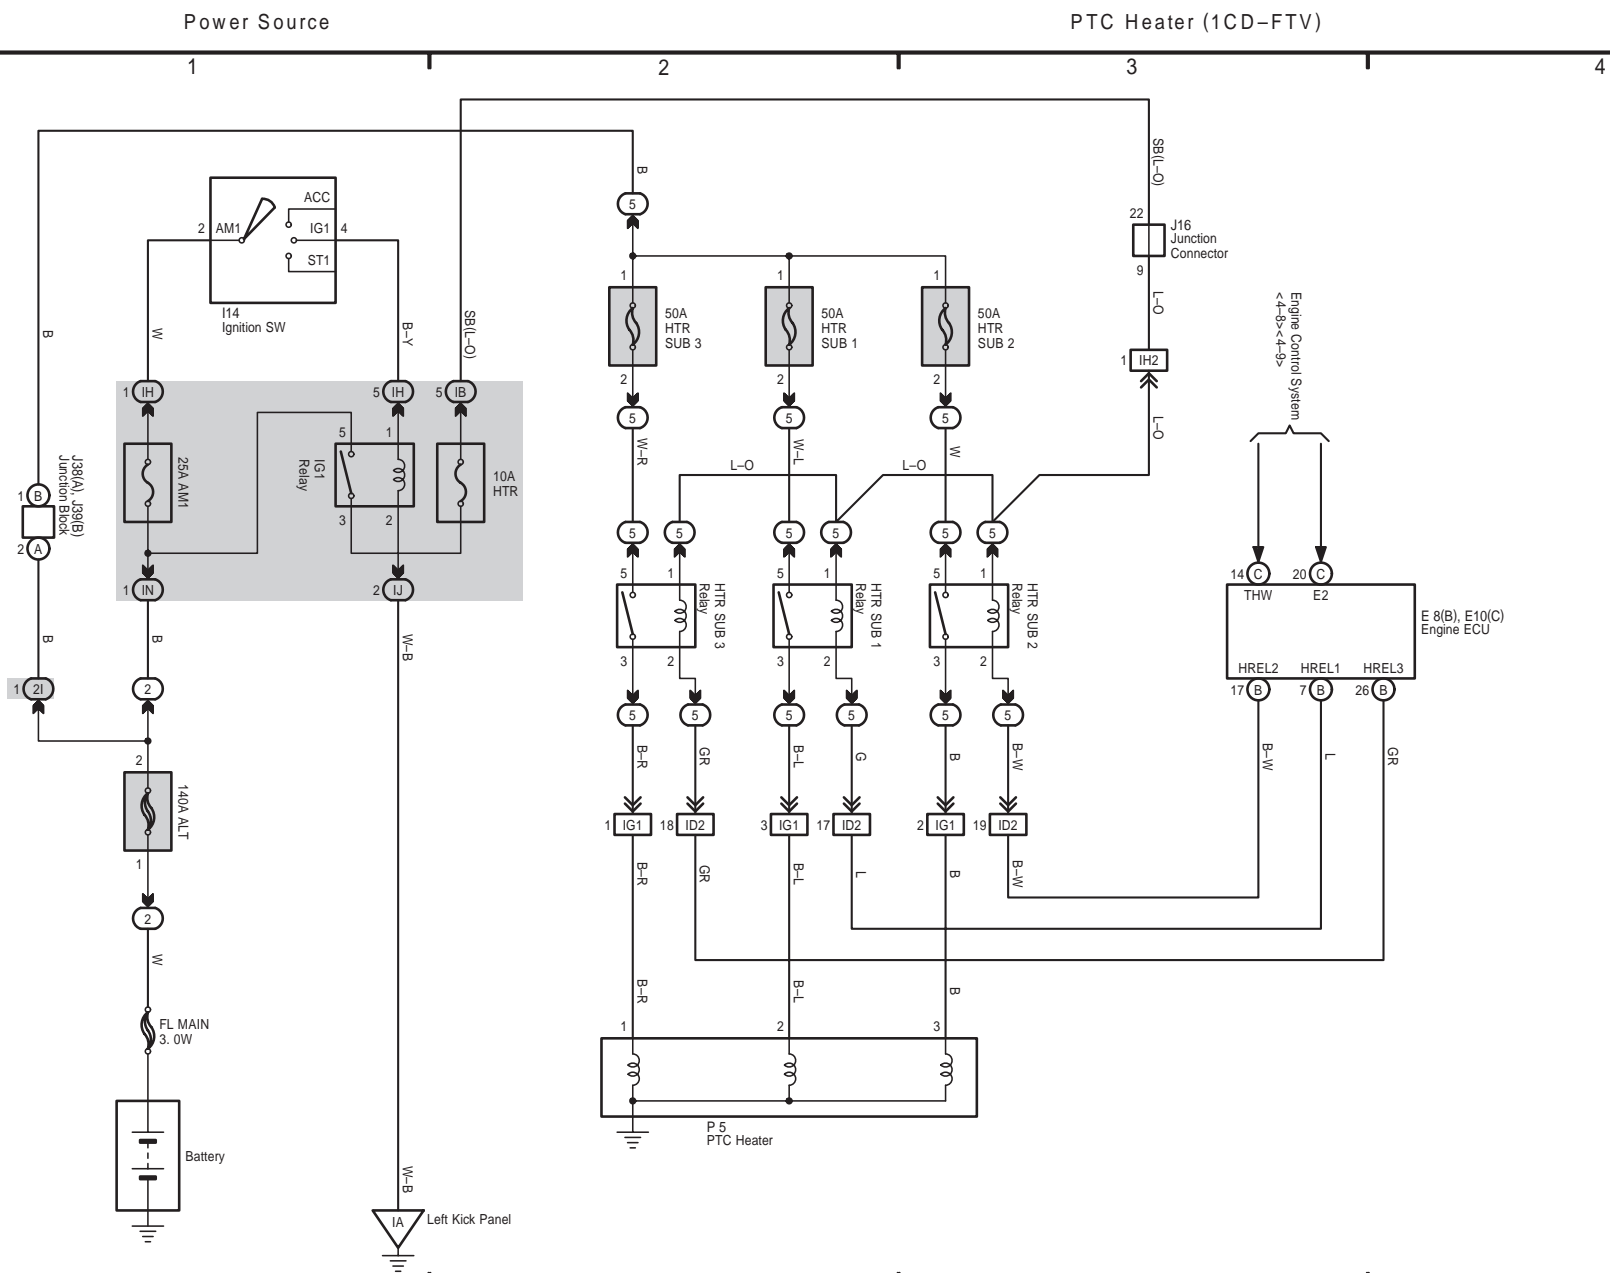 Power Source
PTC Heater (1CD–FTV)
1
2
3
4
B
5
SB(L–O)
22
J16
Junction
Connector
9
L–O
1 IH2
L–O
ACC
2 AM1
IG1 4
ST1
I14
Ignition SW
B
W
B–Y
SB(L–O)
1
1
1
50A
HTR
SUB 3
50A
HTR
SUB 1
50A
HTR
SUB 2
2
2
2
5
5
5
Engine Control System
<4–8><4–9>
1 IH
5 IH
5 IB
25A AM1
5
1
IG1
Relay
3
2
10A
HTR
1 B
2 A
J38(A), J39(B)
Junction Block
1 IN
2 IJ
W–R
L–O
W–L
L–O
W
5
5
5
5
5
5
5
1
5
1
5
1
HTR SUB 3
Relay
HTR SUB 1
Relay
HTR SUB 2
Relay
3
2
3
2
3
2
14 C
20 C
THW
E2
E 8(B), E10(C)
Engine ECU
HREL2
HREL1
HREL3
17 B
7 B
26 B
B
B
W–B
1 2I
2
5
5
5
5
5
5
2
140A ALT
1
2
B–R
GR
B–L
G
B
B–W
B–W
L
GR
1 IG1
18 ID2
3 IG1
17 ID2
2 IG1
19 ID2
B–R
GR
B–L
L
B
B–W
W
B–R
B–L
B
FL MAIN
3. 0W
1
2
3
P 5
PTC Heater
Battery
W–B
IA
Left Kick Panel